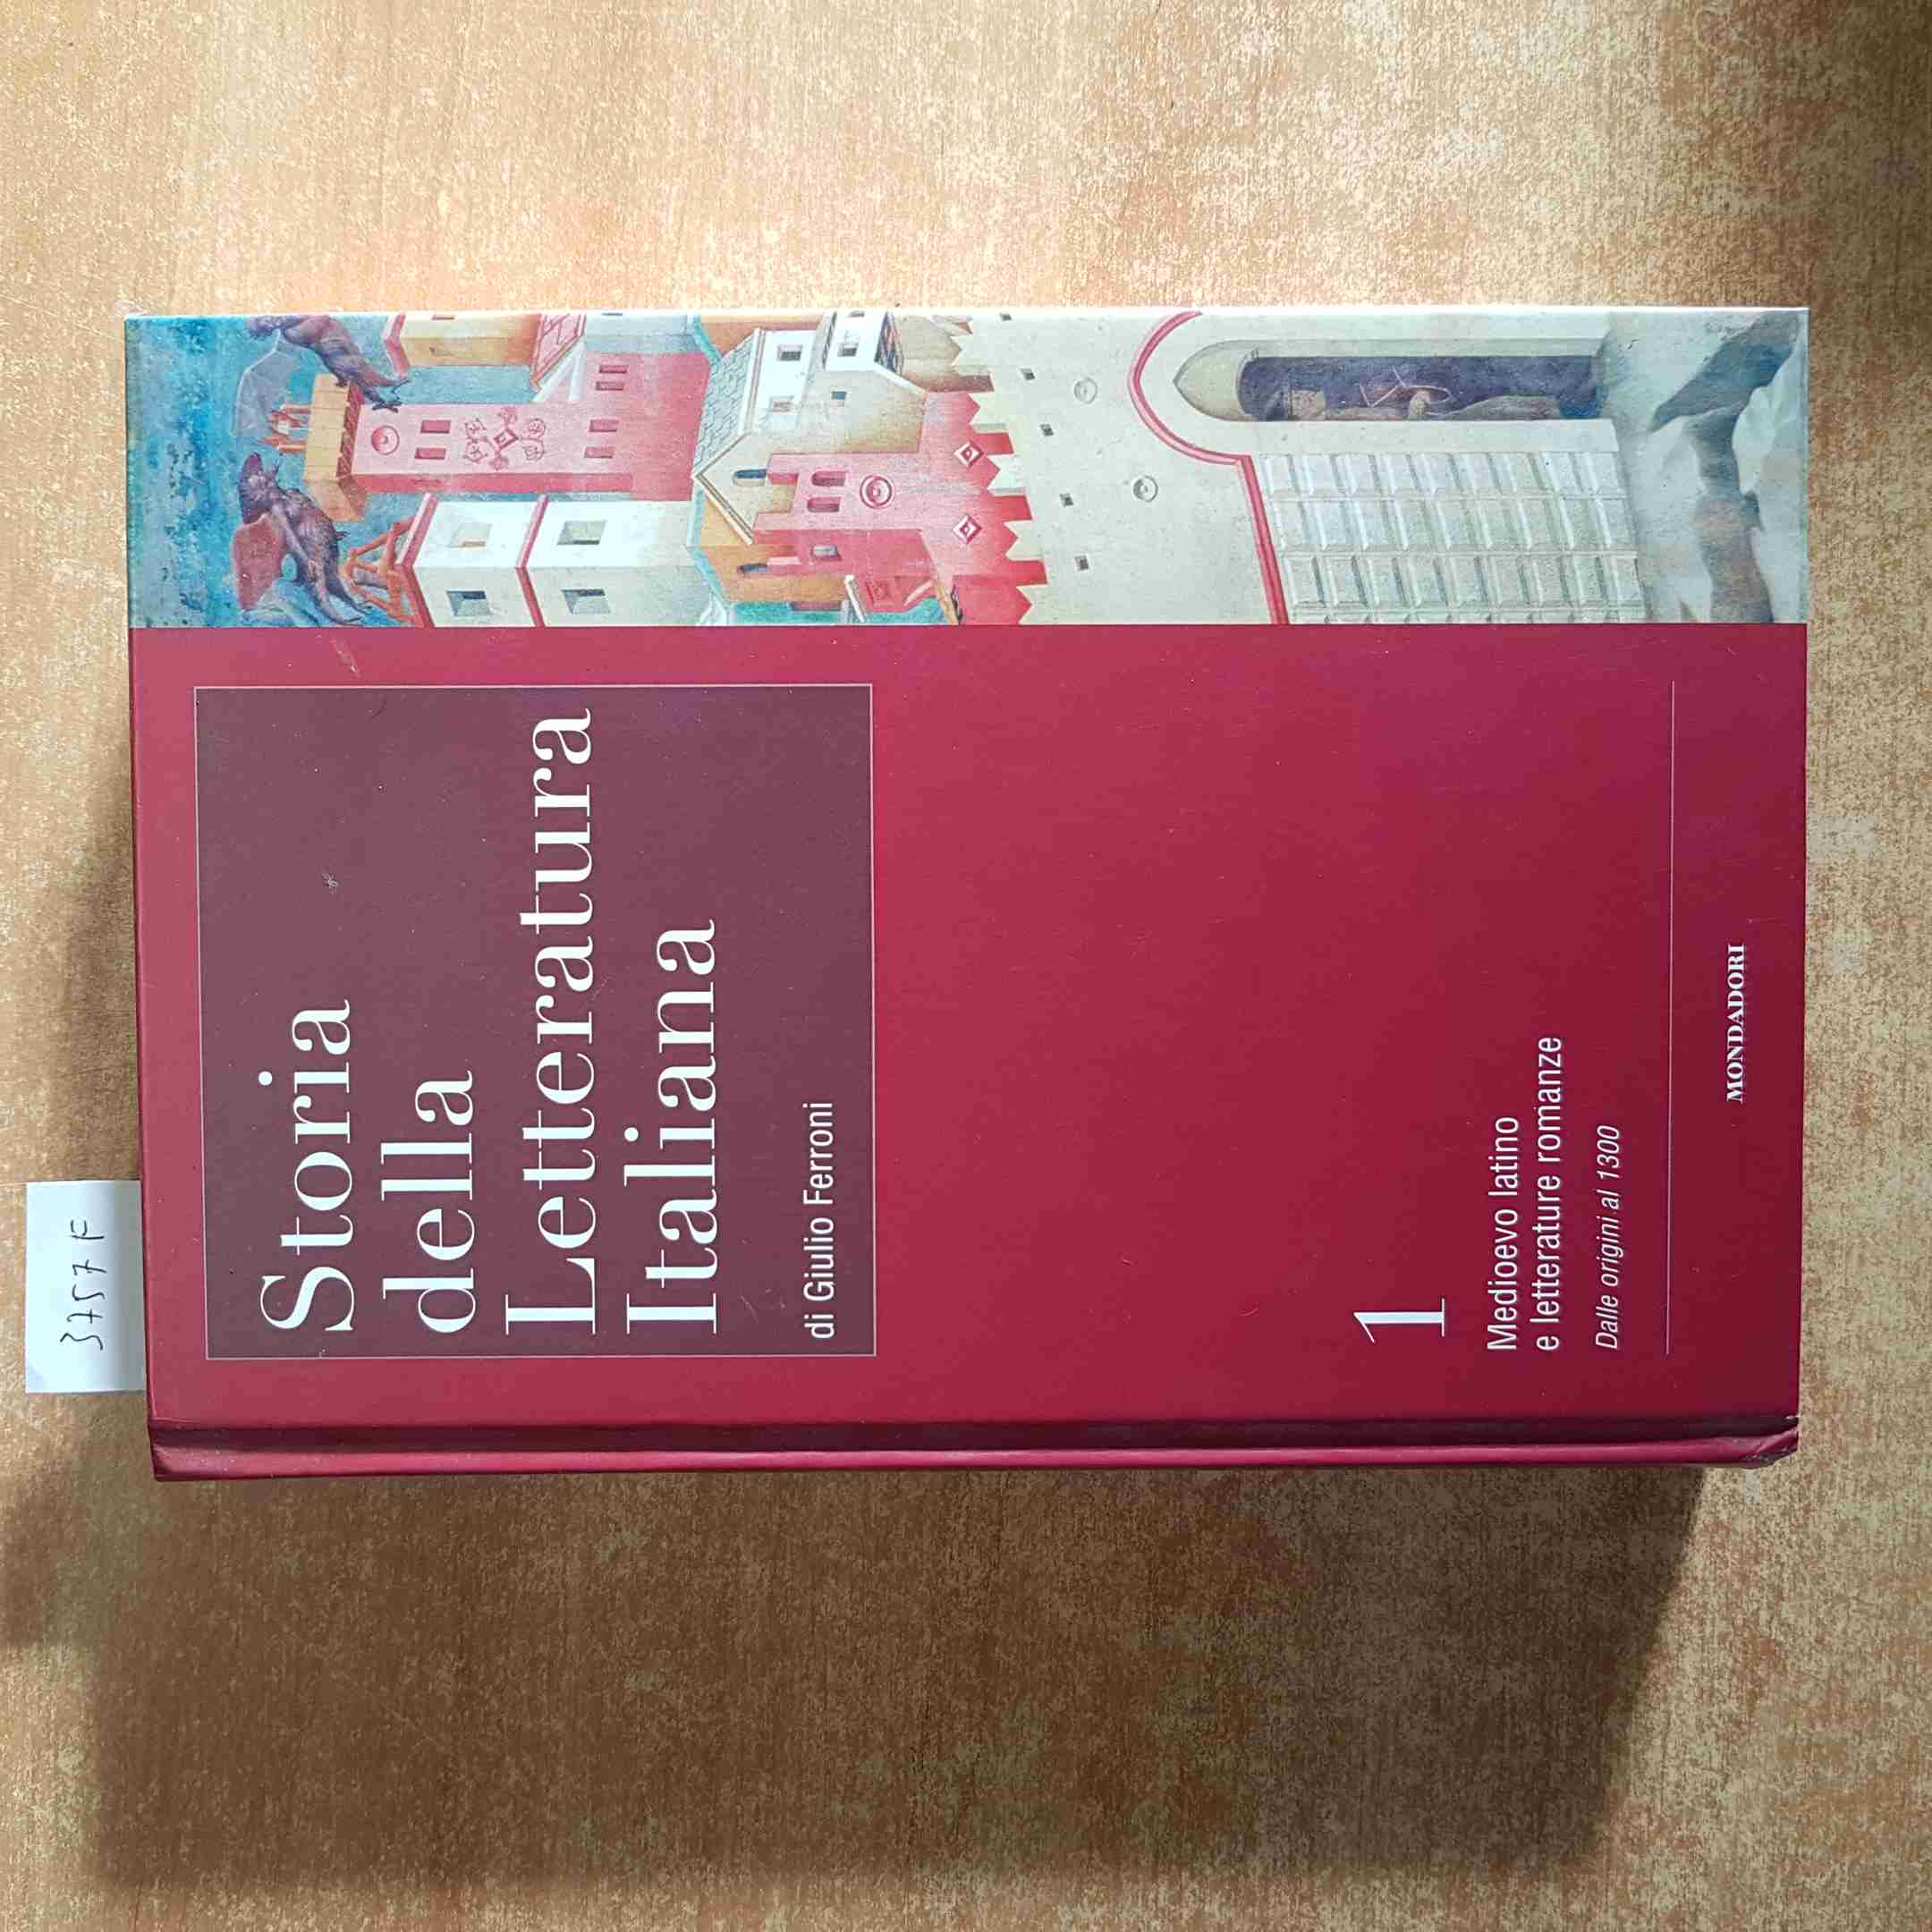 3757 F
Storia
della
Letteratura
Italiana
di Giulio Ferroni
1
Medioevo latino
e letterature romanze
Dalle origini al 1300
MONDADORI